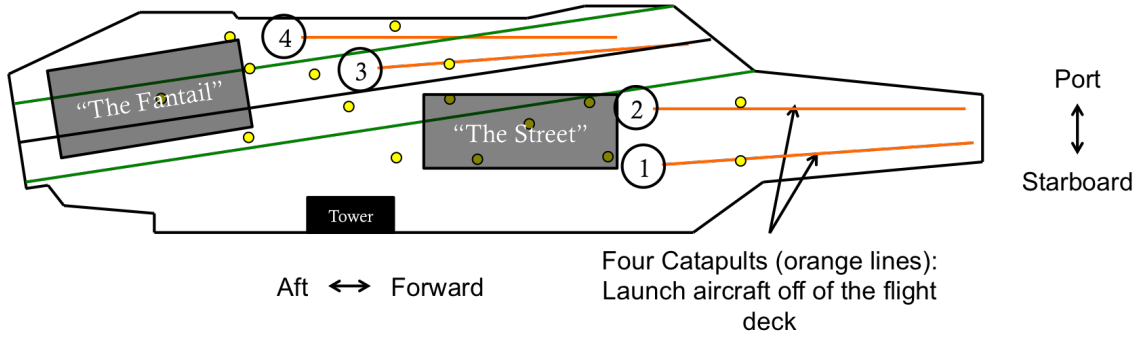 4
3
“The Fantail”
2
“The Street”
1
Tower
Port
Starboard
Aft
Forward
Four Catapults (orange lines):
Launch aircraft off of the flight
deck